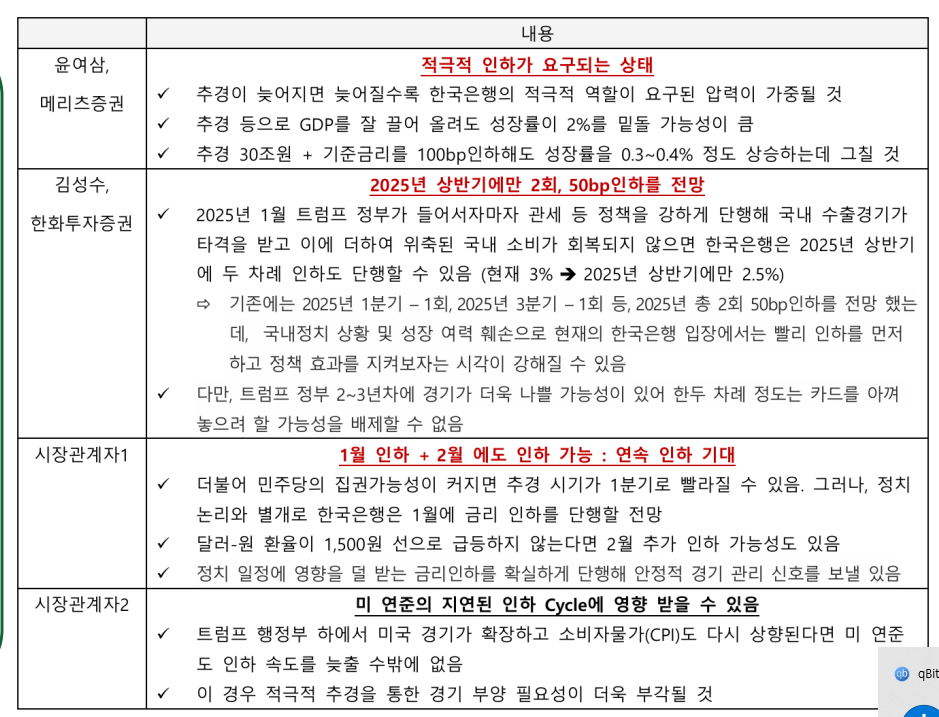 내용
윤여삼,
메리츠증권
적극적 인하가 요구되는 상태
✓ 추경이 늦어지면 늦어질수록 한국은행의 적극적 역할이 요구된 압력이 가중될 것
✓ 추경 등으로 GDP를 잘 끌어 올려도 성장률이 2%를 밑돌 가능성이 큼
✓ 추경 30조원 + 기준금리를 100bp인하해도 성장률을 0.3~0.4% 정도 상승하는데 그칠 것
김성수,
한화투자증권
2025년 상반기에만 2회, 50bp인하를 전망
✓ 2025년 1월 트럼프 정부가 들어서자마자 관세 등 정책을 강하게 단행해 국내 수출경기가
타격을 받고 이에 더하여 위축된 국내 소비가 회복되지 않으면 한국은행은 2025년 상반기
에 두 차례 인하도 단행할 수 있음 (현재 3% ➔ 2025년 상반기에만 2.5%)
⇨ 기존에는 2025년 1분기 – 1회, 2025년 3분기 – 1회 등, 2025년 총 2회 50bp인하를 전망 했는
데, 국내정치 상황 및 성장 여력 훼손으로 현재의 한국은행 입장에서는 빨리 인하를 먼저
하고 정책 효과를 지켜보자는 시각이 강해질 수 있음
✓ 다만, 트럼프 정부 2~3년차에 경기가 더욱 나쁠 가능성이 있어 한두 차례 정도는 카드를 아껴
놓으려 할 가능성을 배제할 수 없음
시장관계자1
1월 인하 + 2월 에도 인하 가능 : 연속 인하 기대
✓ 더불어 민주당의 집권가능성이 커지면 추경 시기가 1분기로 빨라질 수 있음. 그러나, 정치
논리와 별개로 한국은행은 1월에 금리 인하를 단행할 전망
✓ 달러-원 환율이 1,500원 선으로 급등하지 않는다면 2월 추가 인하 가능성도 있음
✓ 정치 일정에 영향을 덜 받는 금리인하를 확실하게 단행해 안정적 경기 관리 신호를 보낼 있음
시장관계자2
미 연준의 지연된 인하 Cycle에 영향 받을 수 있음
✓ 트럼프 행정부 하에서 미국 경기가 확장하고 소비자물가(CPI)도 다시 상향된다면 미 연준
도 인하 속도를 늦출 수밖에 없음
✓ 이 경우 적극적 추경을 통한 경기 부양 필요성이 더욱 부각될 것
qb qBit